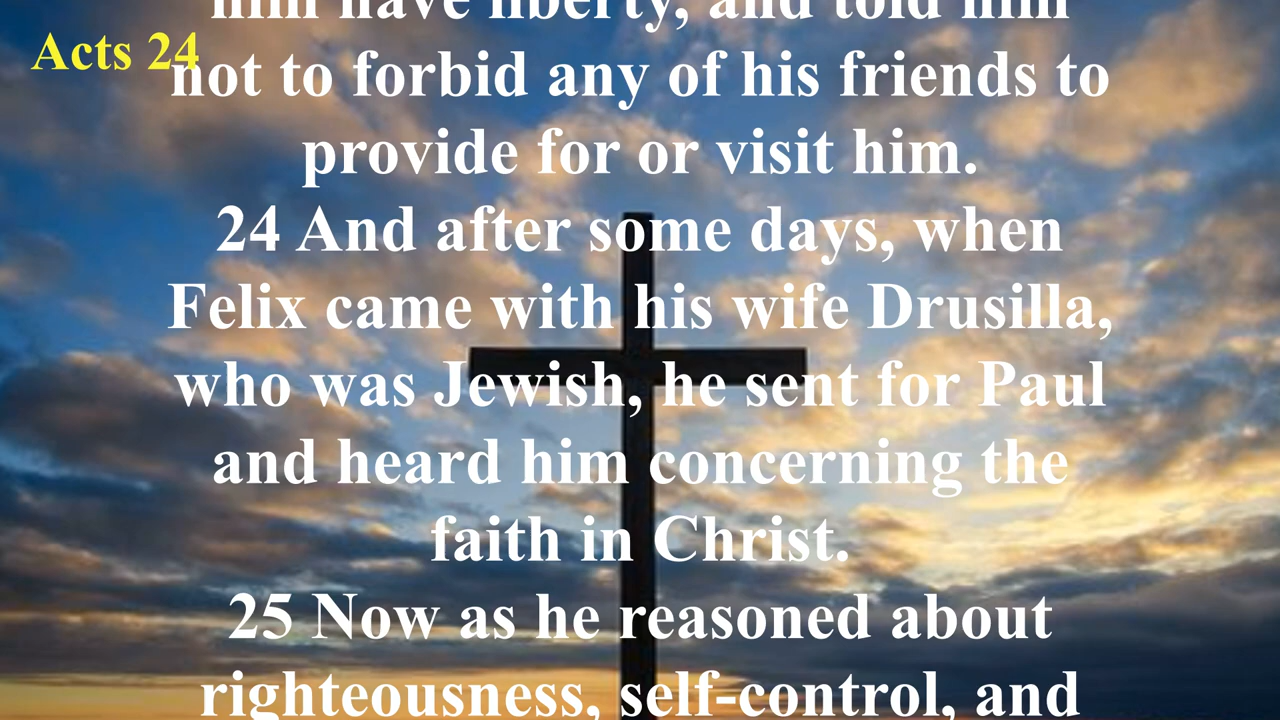 him have liberty, and told him
Acts 24
not to forbid any of his friends to
provide for or visit him.
24 And after some days, when
Felix came with his wife Drusilla,
who was Jewish, he sent for Paul
and heard him concerning the
faith in Christ.
25 Now as he reasoned about
righteousness, self-control, and